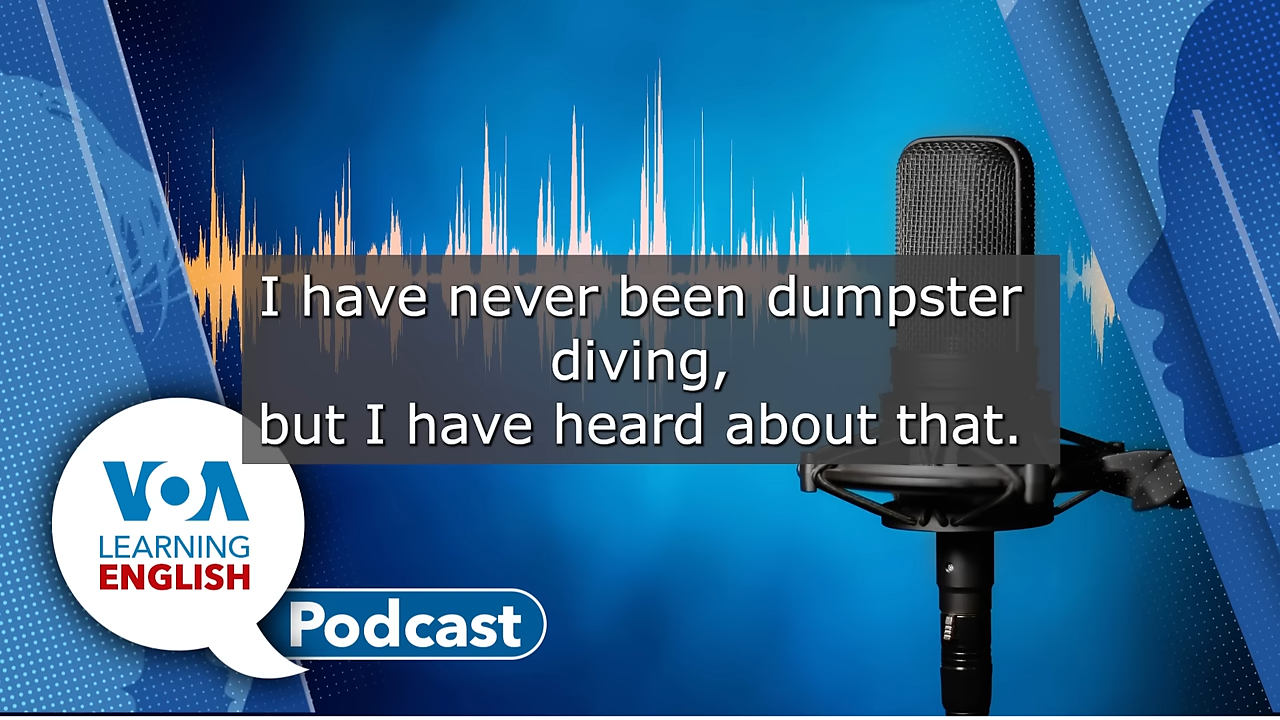 I have never been dumpster
diving,
but I have heard about that.
VOA
LEARNING
ENGLISH
Podcast